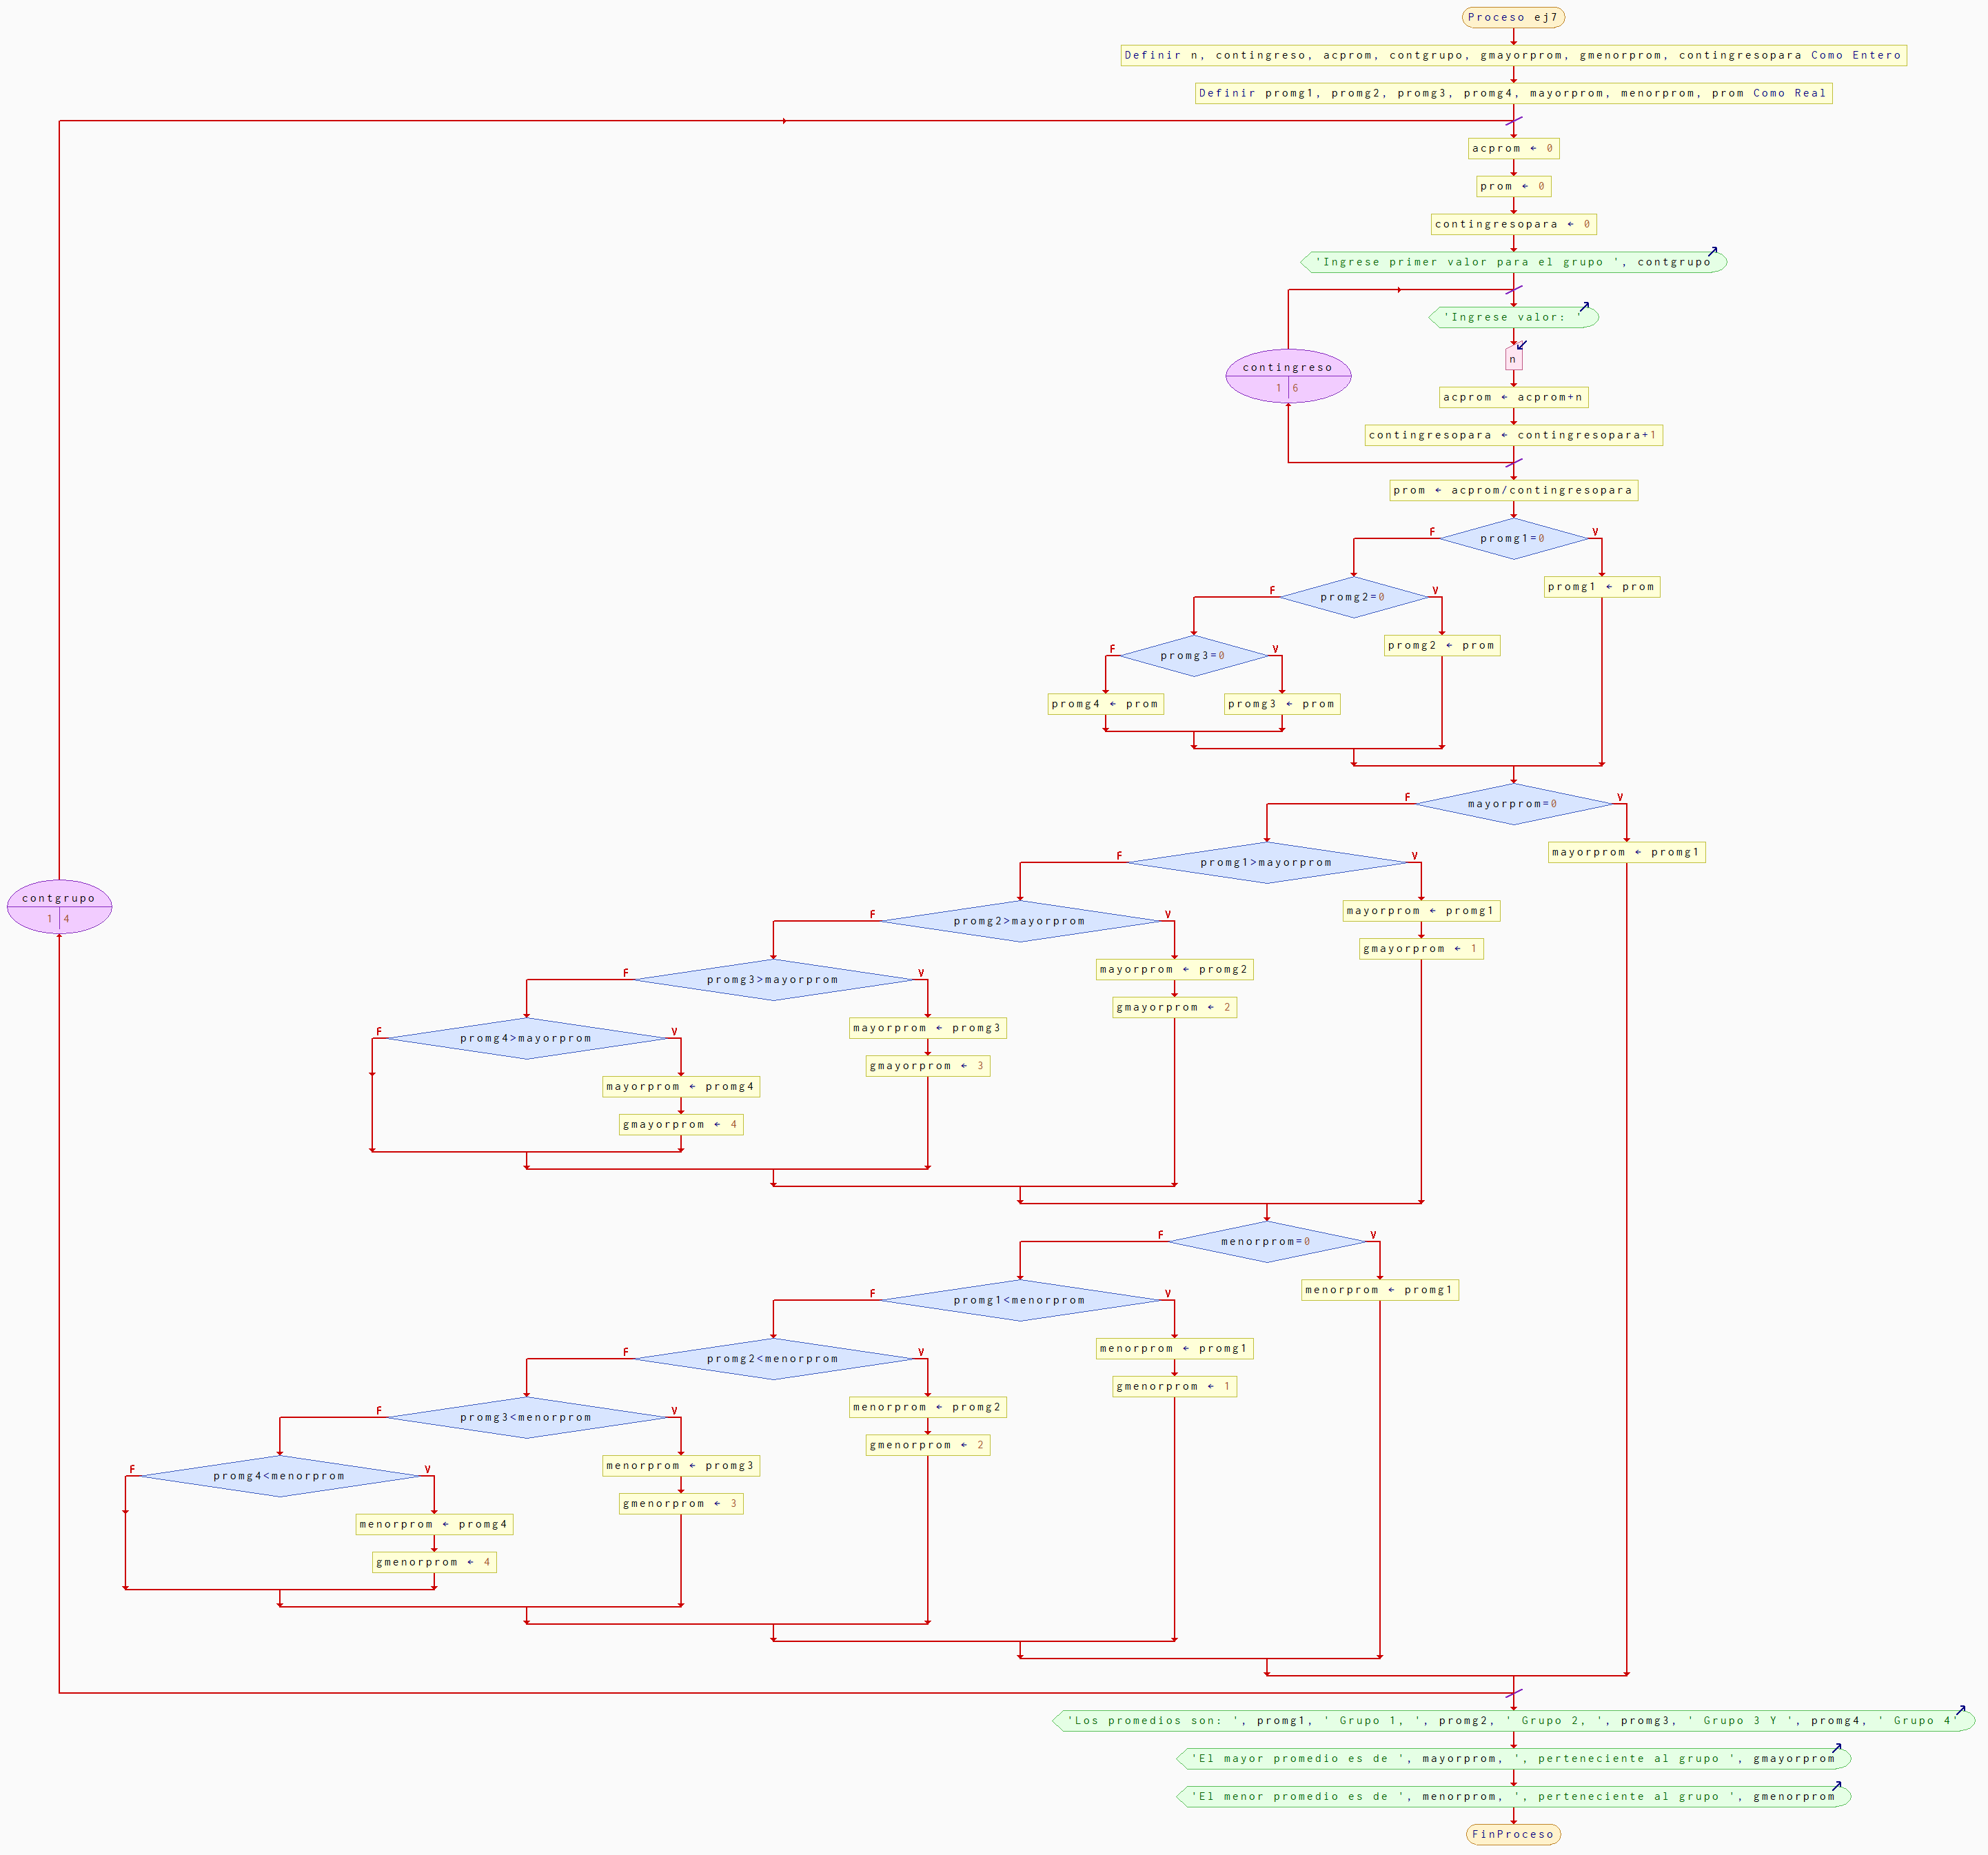 Proceso ej7
Definir n, contingreso, acprom, contgrupo, gmayorprom, gmenorprom, contingresopara Como Entero
Definir promg1, promg2, promg3, promg4, mayorprom, menorprom, prom Como Real
acprom ← 0
prom ← 0
contingresopara ← 0
'Ingrese primer valor para el grupo ', contgrupo
'Ingrese valor: '
n
contingreso
1 6
acprom ← acprom+n
contingresopara ← contingresopara+1
prom ← acprom/contingresopara
F V
promg1=0
F V
promg1 ← prom
promg2=0
F V
promg2 ← prom
promg3=0
promg4 ← prom
promg3 ← prom
F V
mayorprom=0
F V
mayorprom ← promg1
promg1>mayorprom
contgrupo
1 4
F V
mayorprom ← promg1
promg2>mayorprom
gmayorprom ← 1
F V
mayorprom ← promg2
promg3>mayorprom
gmayorprom ← 2
F V
mayorprom ← promg3
promg4>mayorprom
gmayorprom ← 3
mayorprom ← promg4
gmayorprom ← 4
F V
menorprom=0
F V
menorprom ← promg1
promg1<menorprom
F V
menorprom ← promg1
promg2<menorprom
gmenorprom ← 1
F V
menorprom ← promg2
promg3<menorprom
gmenorprom ← 2
F V
menorprom ← promg3
promg4<menorprom
gmenorprom ← 3
menorprom ← promg4
gmenorprom ← 4
'Los promedios son: ', promg1, ' Grupo 1, ', promg2, ' Grupo 2, ', promg3, ' Grupo 3 Y ', promg4, ' Grupo 4'
'El mayor promedio es de ', mayorprom, ', perteneciente al grupo ', gmayorprom
'El menor promedio es de ', menorprom, ', perteneciente al grupo ', gmenorprom
FinProceso